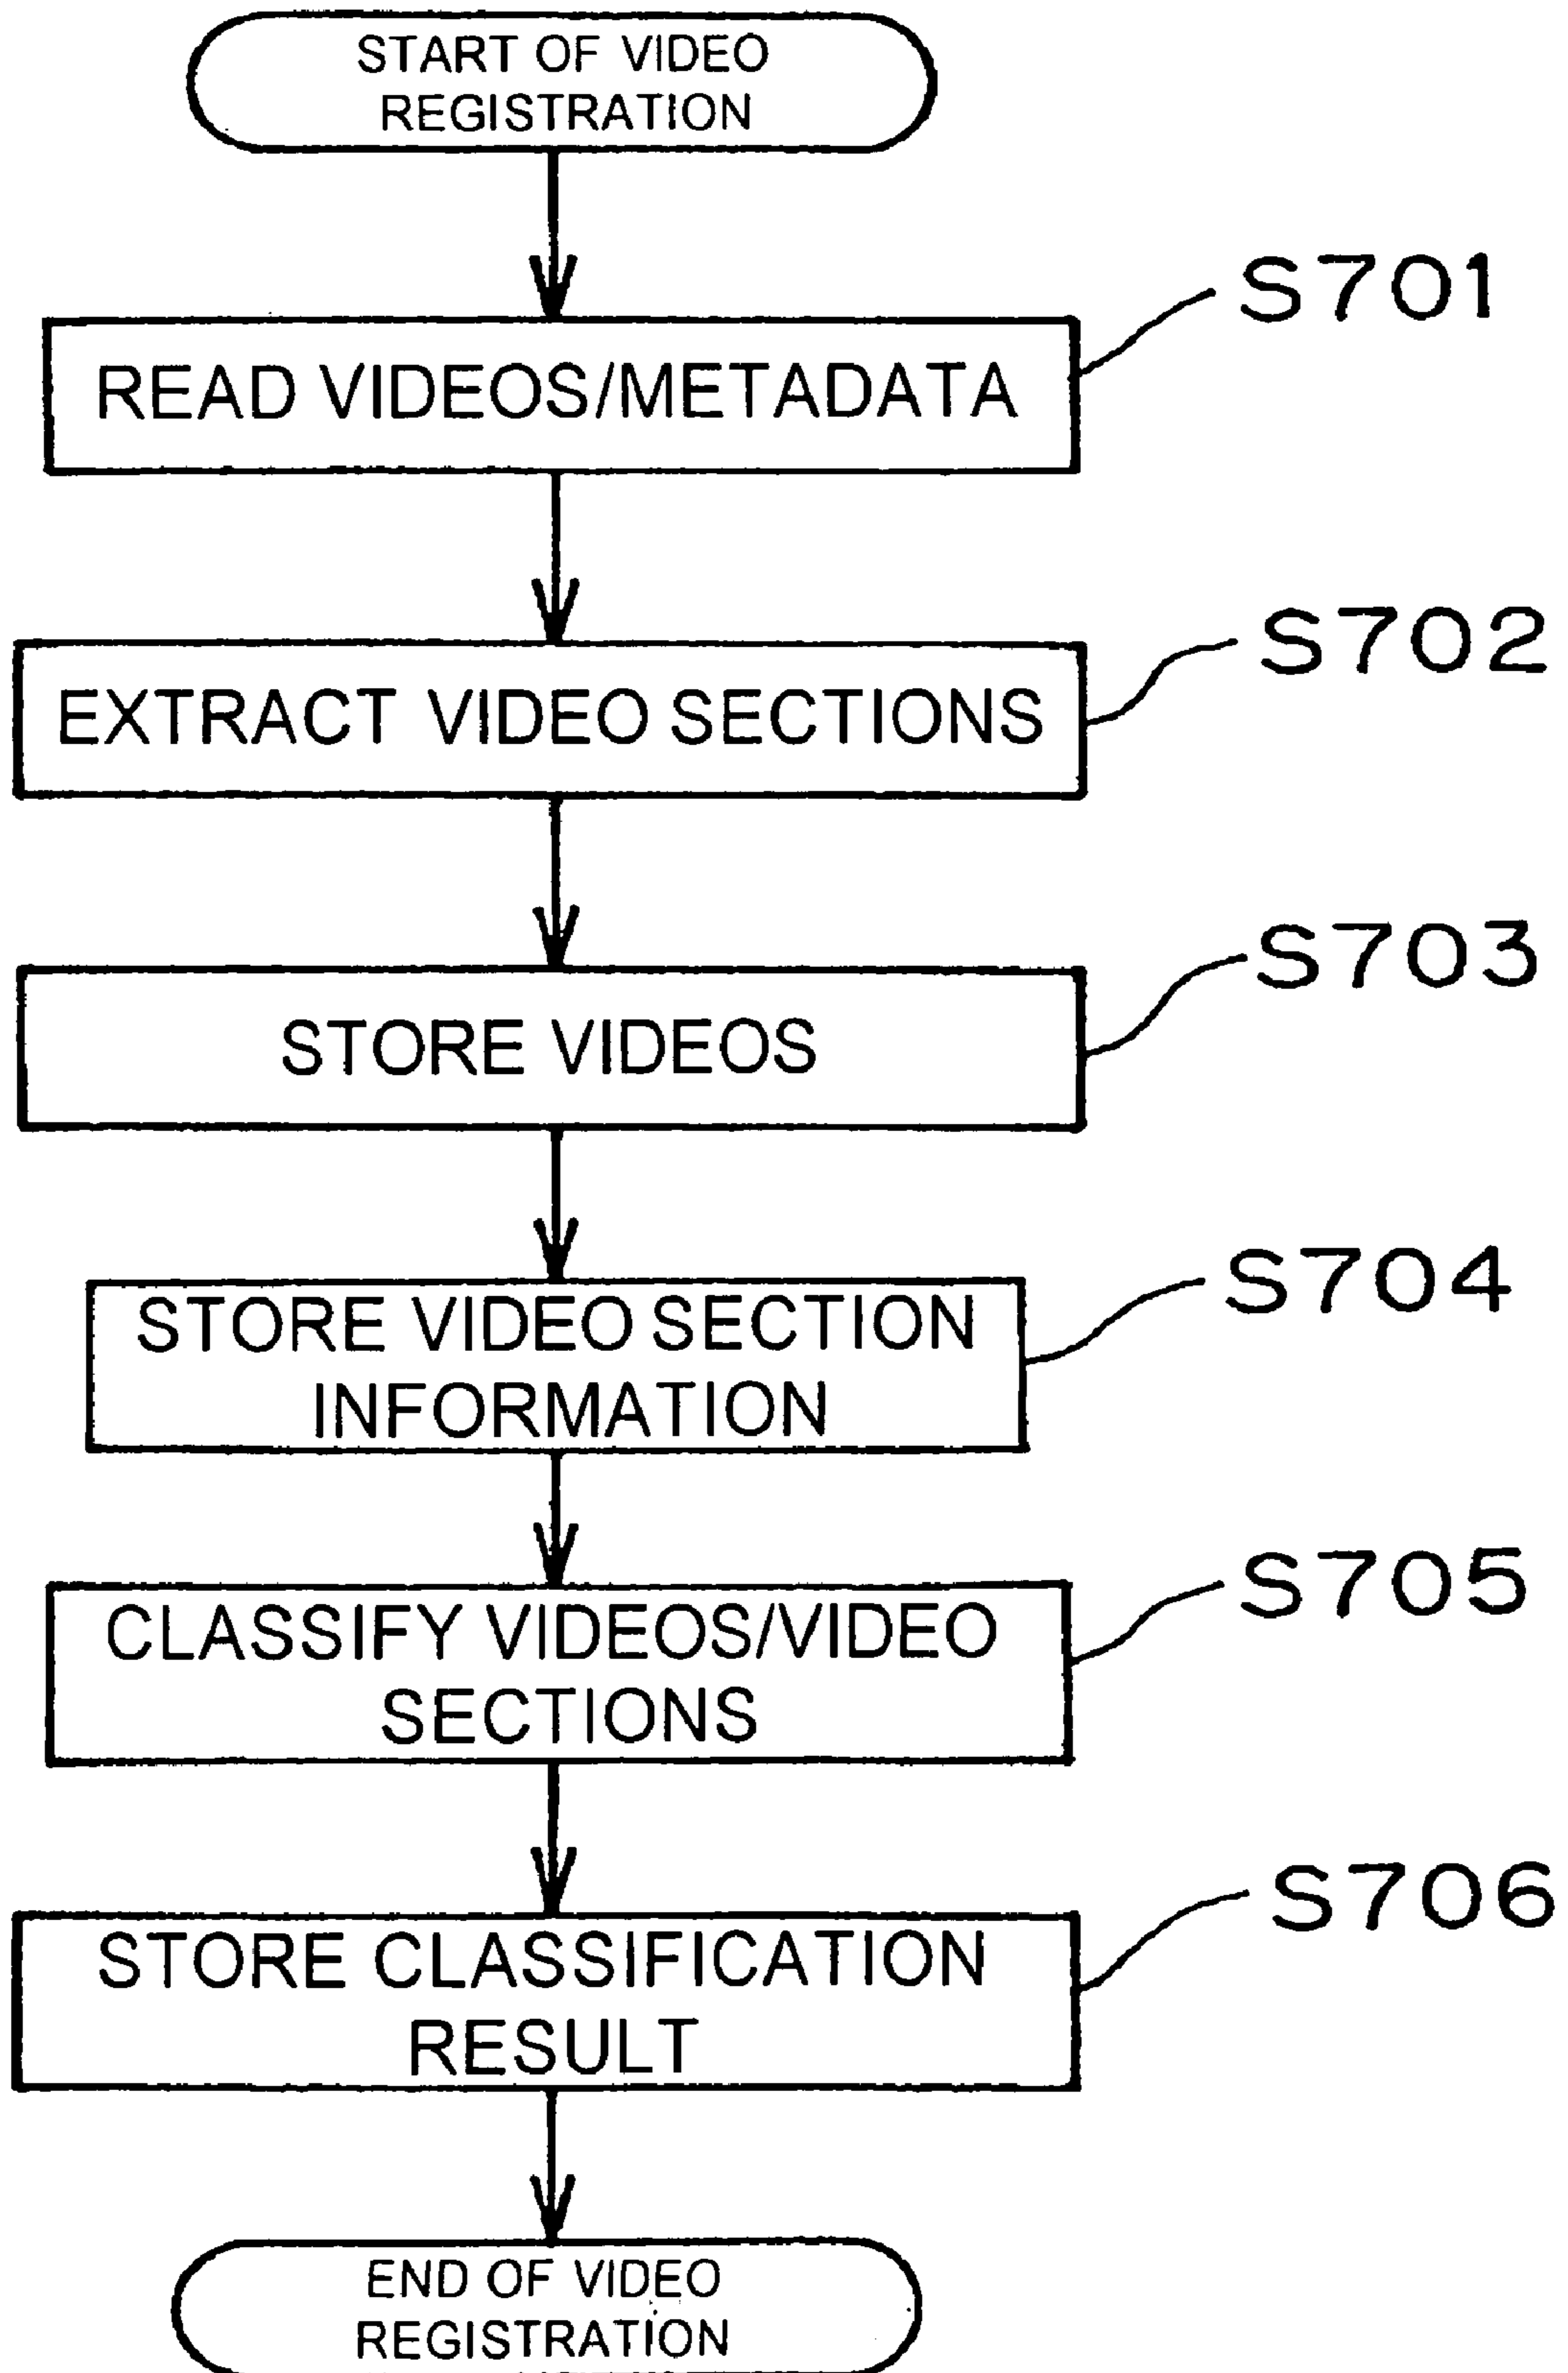 START OF VIDEO
REGISTRATION
S701
READ VIDEOS/METADATA
S702
EXTRACT VIDEO SECTIONS
S703
STORE VIDEOS
S704
STORE VIDEO SECTION
INFORMATION
S705
CLASSIFY VIDEOS/VIDEO
SECTIONS
S706
STORE CLASSIFICATION
RESULT
END OF VIDEO
REGISTRATION